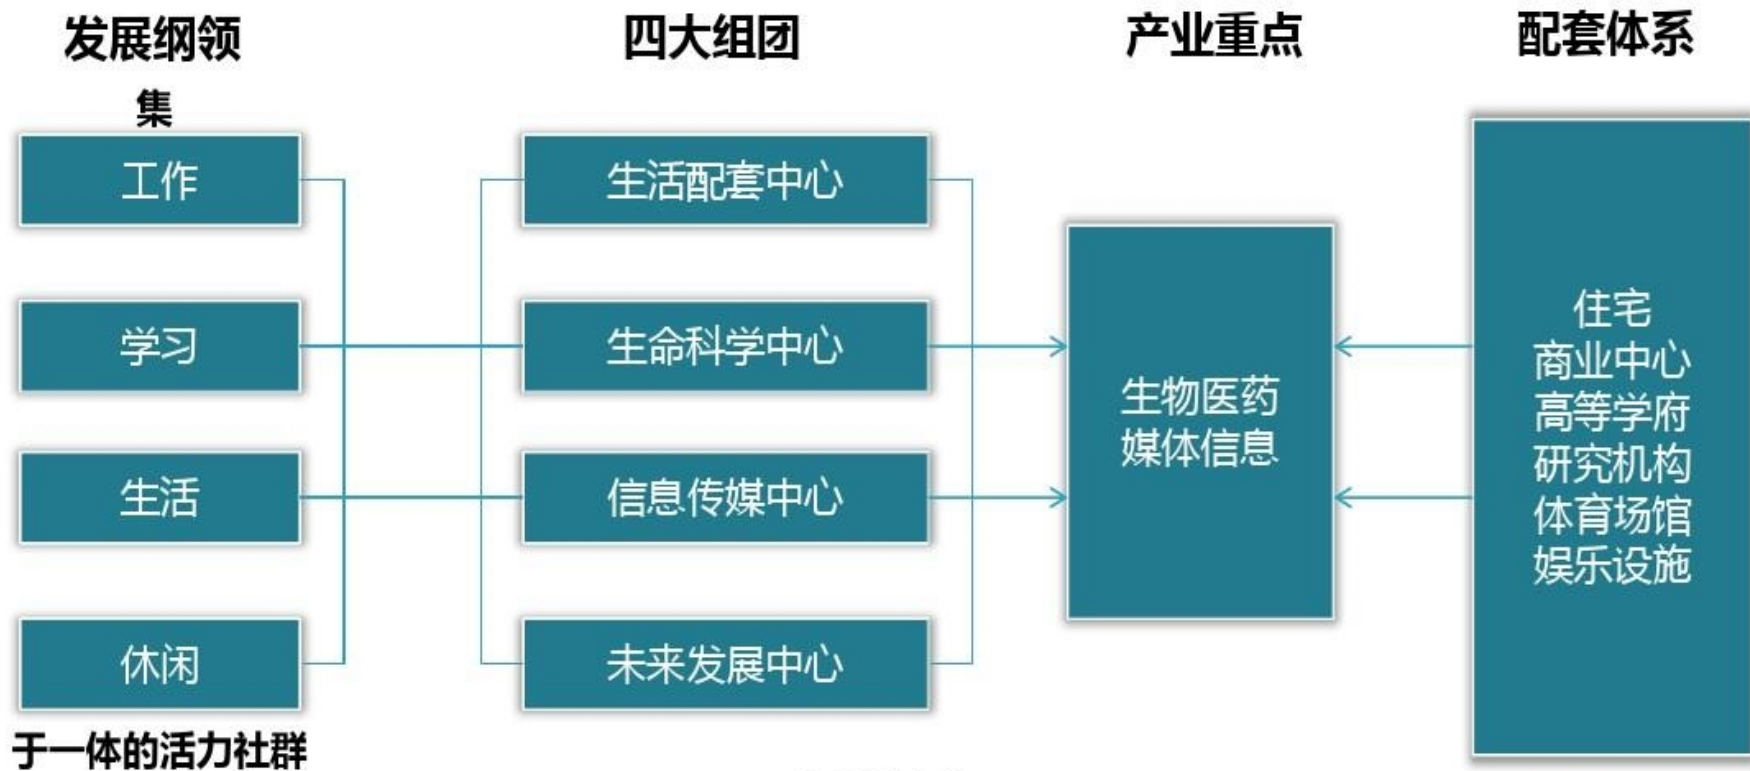 发展纲领
四大组团
产业重点
配套体系
集
工作
学习
生活
休闲
于一体的活力社群
生活配套中心
生命科学中心
信息传媒中心
未来发展中心
生物医药
媒体信息
住宅
商业中心
高等学府
研究机构
体育场馆
娱乐设施